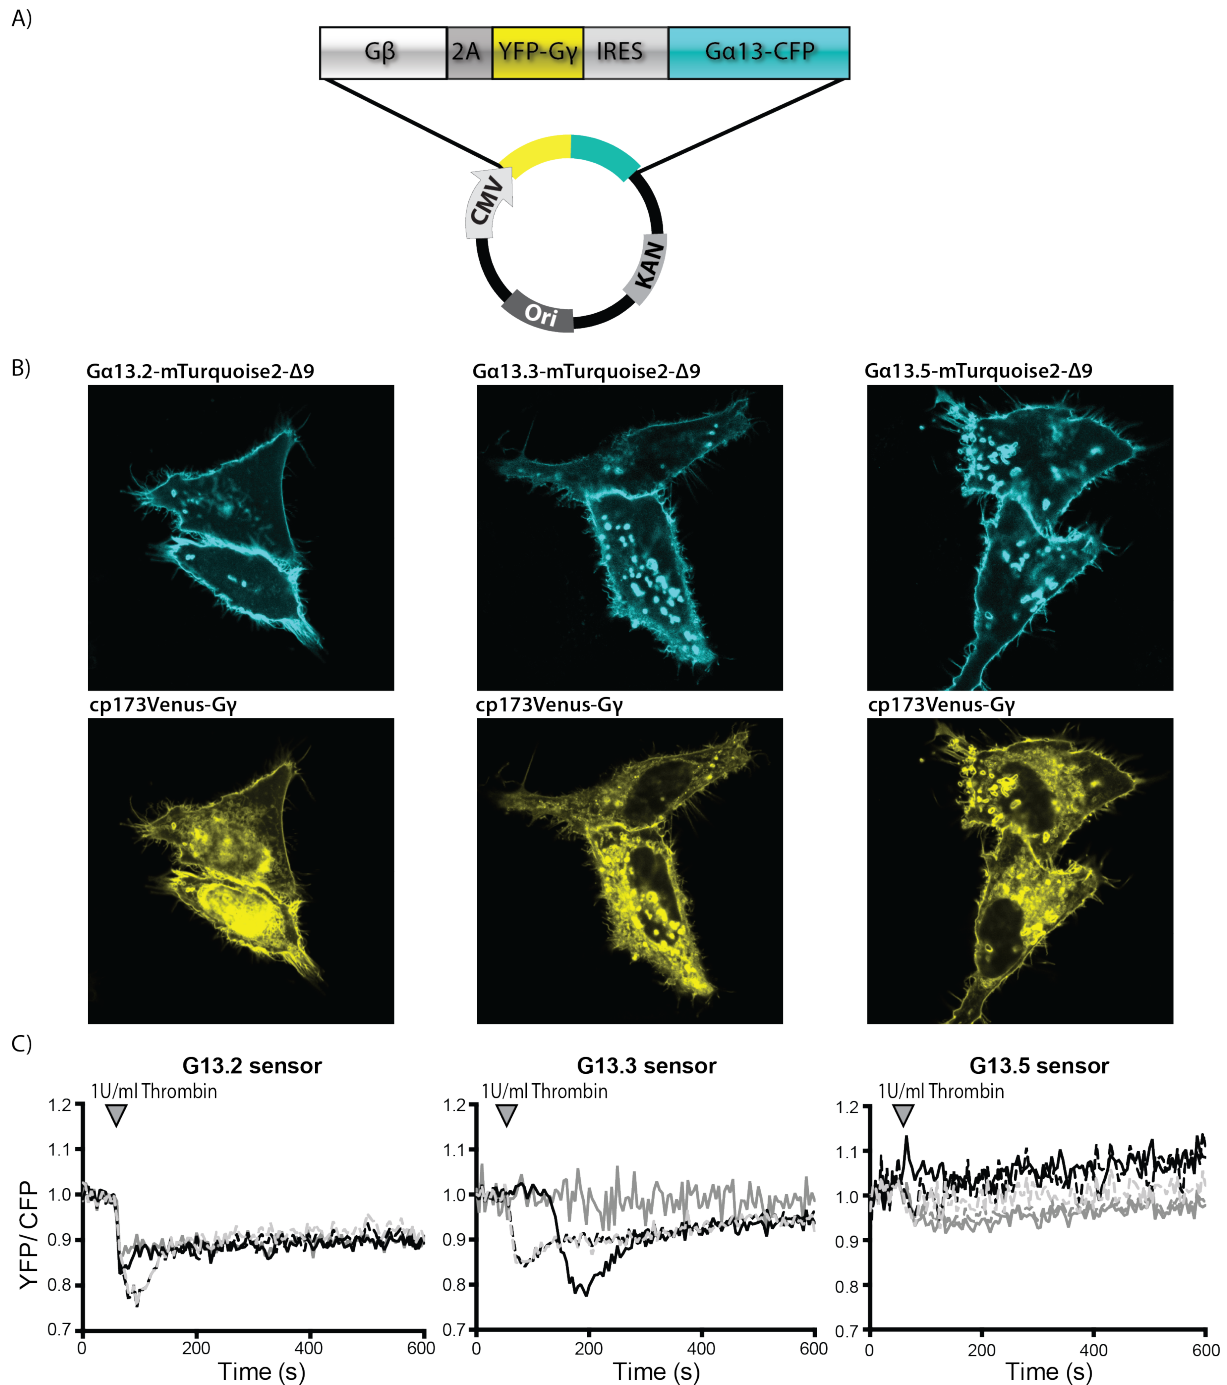 A)
Gβ 2A YFP-Gγ IRES Gα13-CFP
CMV
KAN
Ori
B)
Gα13.2-mTurquoise2-Δ9 Gα13.3-mTurquoise2-Δ9 Gα13.5-mTurquoise2-Δ9
cp173Venus-Gγ cp173Venus-Gγ cp173Venus-Gγ
C)
G13.2 sensor G13.3 sensor G13.5 sensor
1U/ml Thrombin 1U/ml Thrombin 1U/ml Thrombin
1.2 1.2 1.2
1.1 1.1 1.1
1.0 1.0 1.0
0.9 0.9 0.9
0.8 0.8 0.8
0.7 0.7 0.7
YFP/CFP
0 200 400 600 0 200 400 600 0 200 400 600
Time (s) Time (s) Time (s)